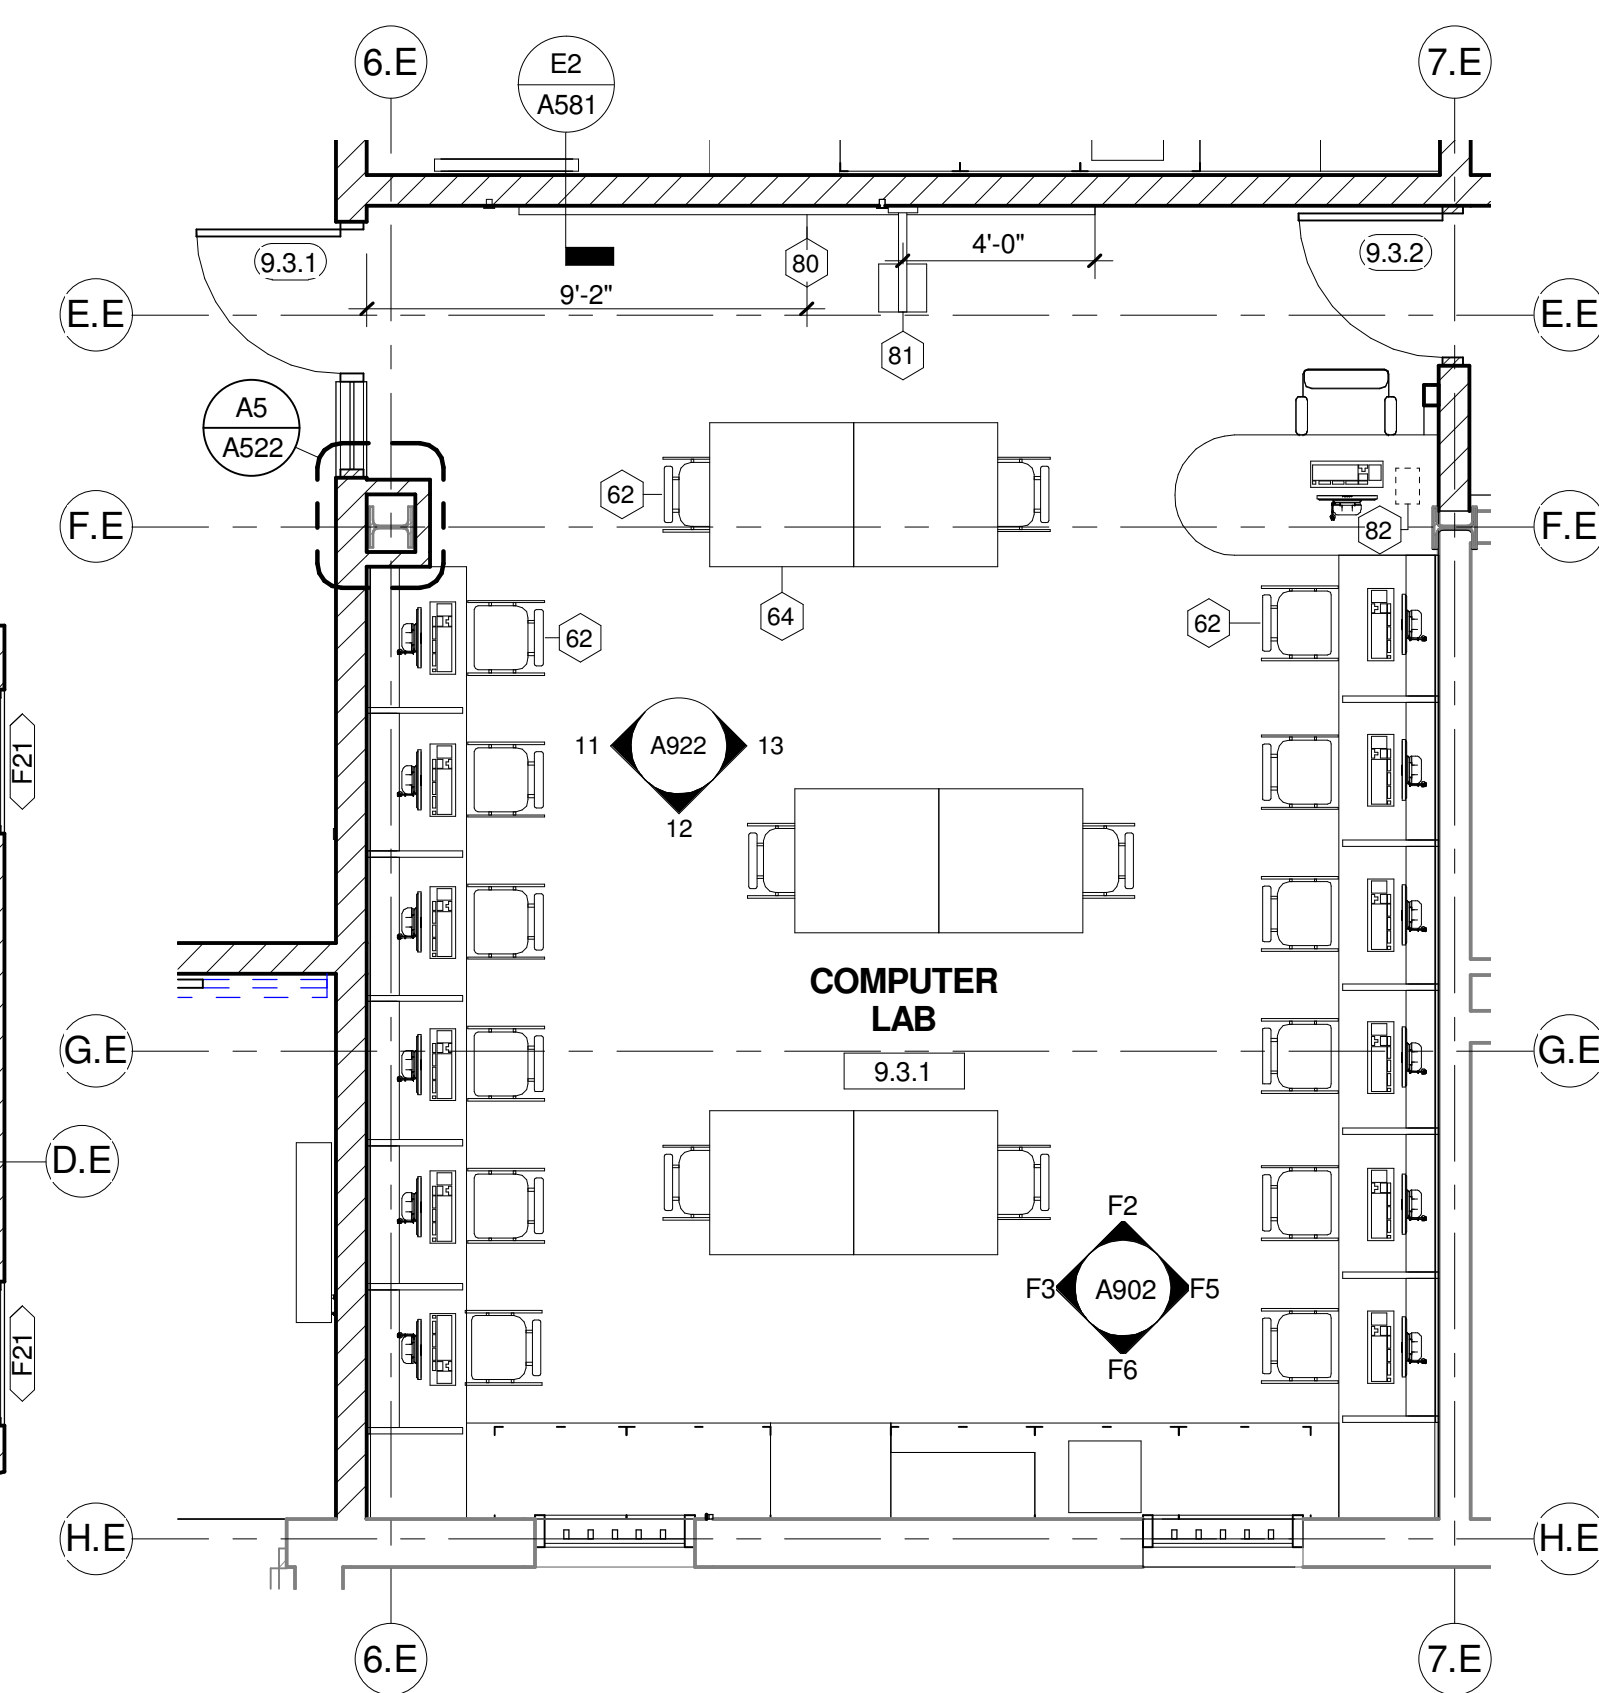 6.E
E2
A581
7.E
9.3.1
80
4'-0"
9.3.2
9'-2"
E.E
E.E
81
A5
A522
62
F.E
82
F.E
64
62
62
F21
11
A922
13
12
COMPUTER
LAB
G.E
9.3.1
G.E
D.E
F2
F3
A902
F5
F6
F21
H.E
H.E
6.E
7.E